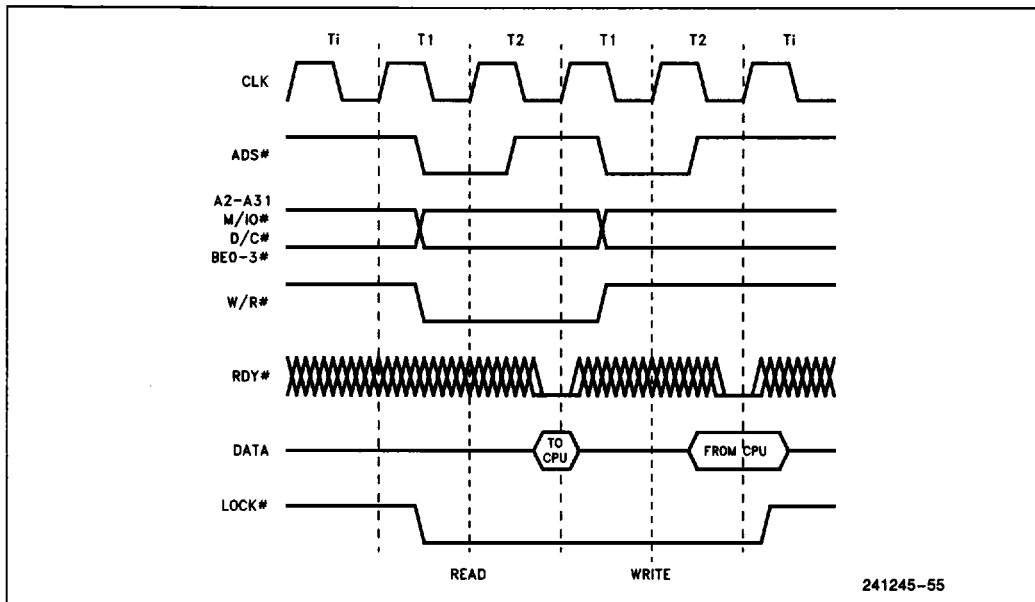 Ti T1 T2 T1 T2 Ti
CLK
ADS#
A2-A31
M/IO#
D/C#
BE0-3#
W/R#
RDY#
DATA
TO
CPU
FROM CPU
LOCK#
READ WRITE
241245-55